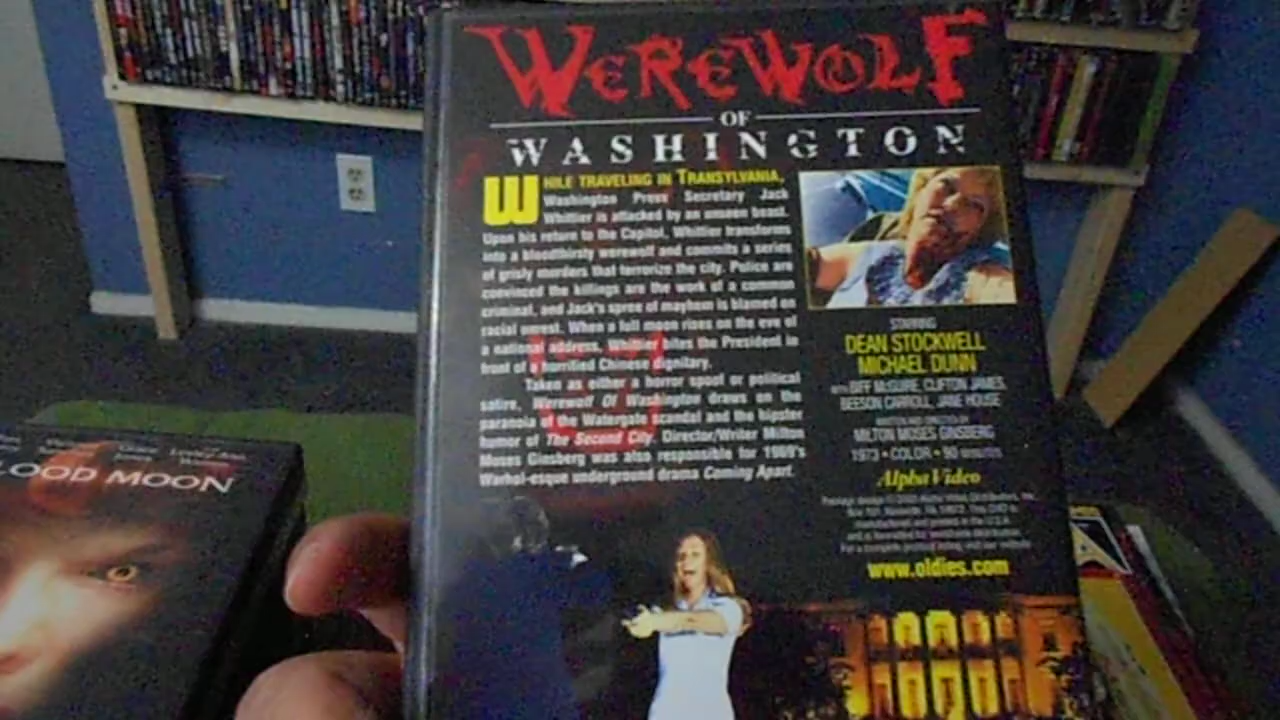 WEREWOLF
OF
WASHINGTON
WHILE TRAVELING IN TRANSYLVANIA,
Washington Press Secretary Jack
Whittier is attacked by an unseen beast.
Upon his return to the Capitol, Whittier transforms
into a bloodthirsty werewolf and commits a series
of grisly murders that terrorize the city. Police are
convinced the killings are the work of a common
criminal, and Jack's spree of mayhem is blamed on
racial unrest. When a full moon rises on the eve of
a national address, Whittier bites the President in
front of a horrified Chinese dignitary.
Taken as either a horror spoof or political
satire, Werewolf Of Washington draws on the
paranoia of the Watergate scandal and the hipster
humor of The Second City. Director/Writer Milton
Moses Ginsberg was also responsible for 1969's
Warhol-esque underground drama Coming Apart.
STARRING
DEAN STOCKWELL
MICHAEL DUNN
WITH BIFF McGUIRE, CLIFTON JAMES,
BEESON CARROLL, JANE HOUSE
WRITTEN AND DIRECTED BY
MILTON MOSES GINSBERG
1973 • COLOR • 90 MINUTES
Alpha Video
www.oldies.com
LOOD MOON